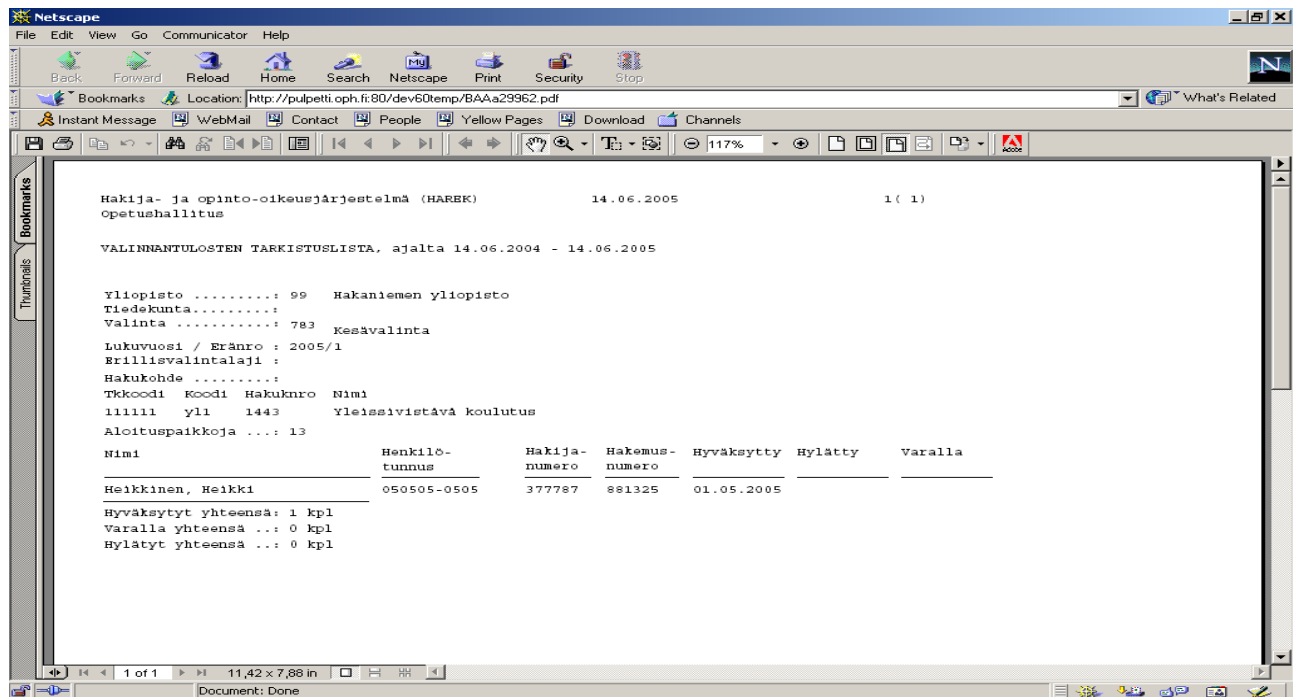 Netscape
File Edit View Go Communicator Help
Back Forward Reload Home Search Netscape Print Security Stop
My
N
Bookmarks Location: http://pulpetti.oph.fi:80/dev60temp/BAAa29962.pdf What's Related
Instant Message WebMail Contact People Yellow Pages Download Channels
117% Adobe
Bookmarks
Thumbnails
Hakija- ja opinto-oikeusjärjestelmä (HAREK) 14.06.2005 1( 1)
Opetushallitus
VALINNANTULOSTEN TARKISTUSLISTA, ajalta 14.06.2004 - 14.06.2005
Yliopisto .........: 99 Hakaniemen yliopisto
Tiedekunta.........:
Valinta ...........: 783 Kesävalinta
Lukuvuosi / Eränro : 2005/1
Erillisvalintalaji :
Hakukohde .........:
Tkkoodi Koodi Hakuknro Nimi
111111 yl1 1443 Yleissivistävä koulutus
Aloituspaikkoja ...: 13
Nimi Henkilö- Hakija- Hakemus- Hyväksytty Hylätty Varalla
tunnus numero numero
Heikkinen, Heikki 050505-0505 377787 881325 01.05.2005
Hyväksytyt yhteensä: 1 kpl
Varalla yhteensä ..: 0 kpl
Hylätyt yhteensä ..: 0 kpl
1 of 1 11,42 x 7,88 in
Document: Done